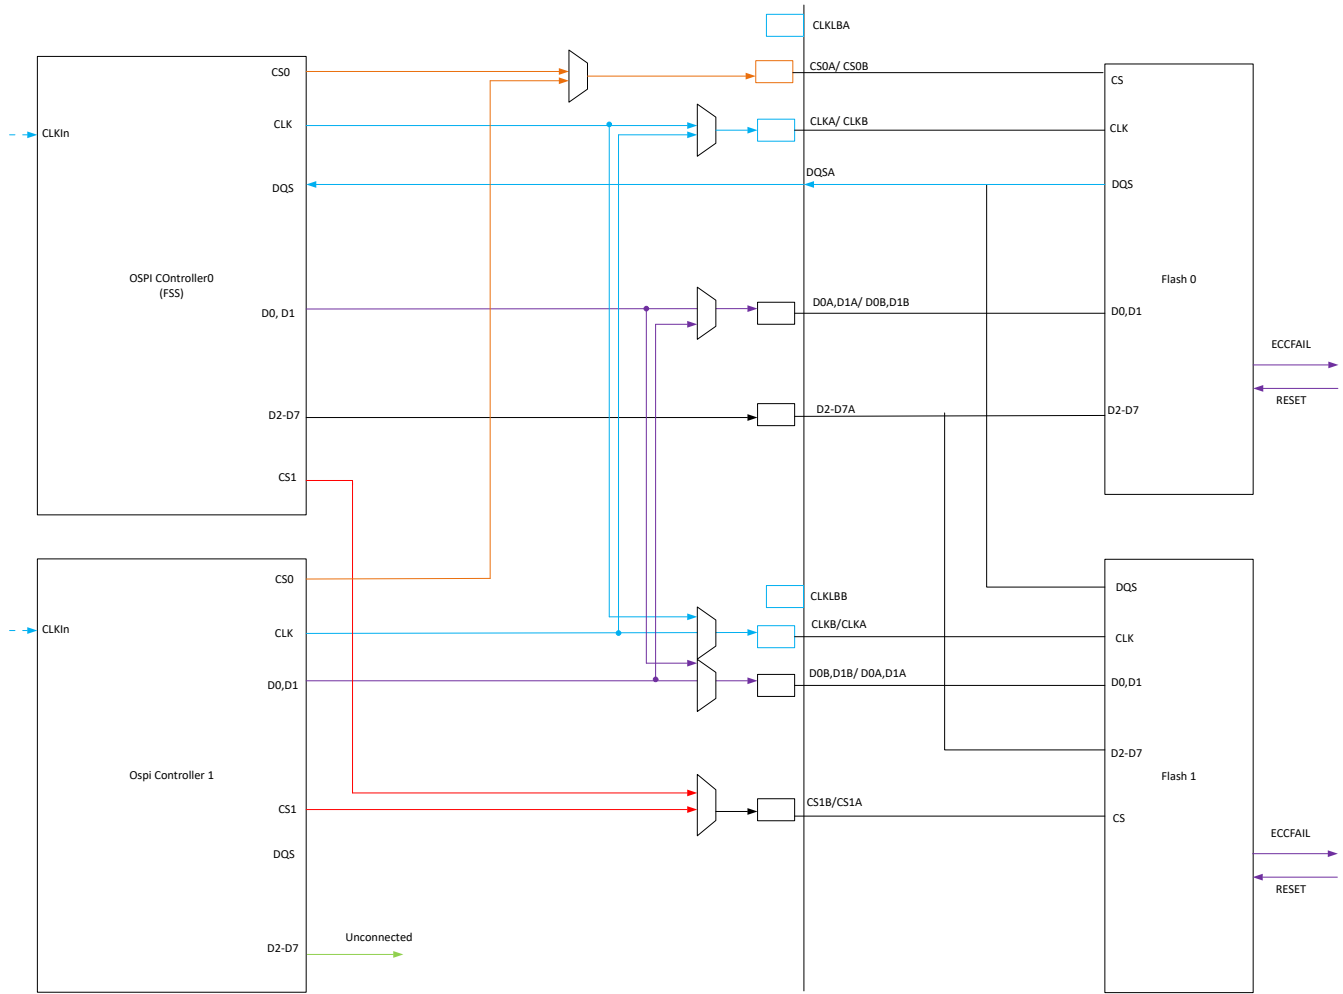 CLKLBA
CS0
CS0A/ CS0B
CS
CLKIn
CLK
CLKA/ CLKB
CLK
DQS
DQSA
DQS
OSPI COntroller0
(FSS)
Flash 0
D0, D1
D0A,D1A/ D0B,D1B
D0,D1
ECCFAIL
RESET
D2-D7
D2-D7A
D2-D7
CS1
CS0
CLKLBB
DQS
CLKIn
CLK
CLKB/CLKA
CLK
D0,D1
D0B,D1B/ D0A,D1A
D0,D1
D2-D7
Ospi Controller 1
Flash 1
CS1
CS1B/CS1A
CS
ECCFAIL
DQS
RESET
Unconnected
D2-D7